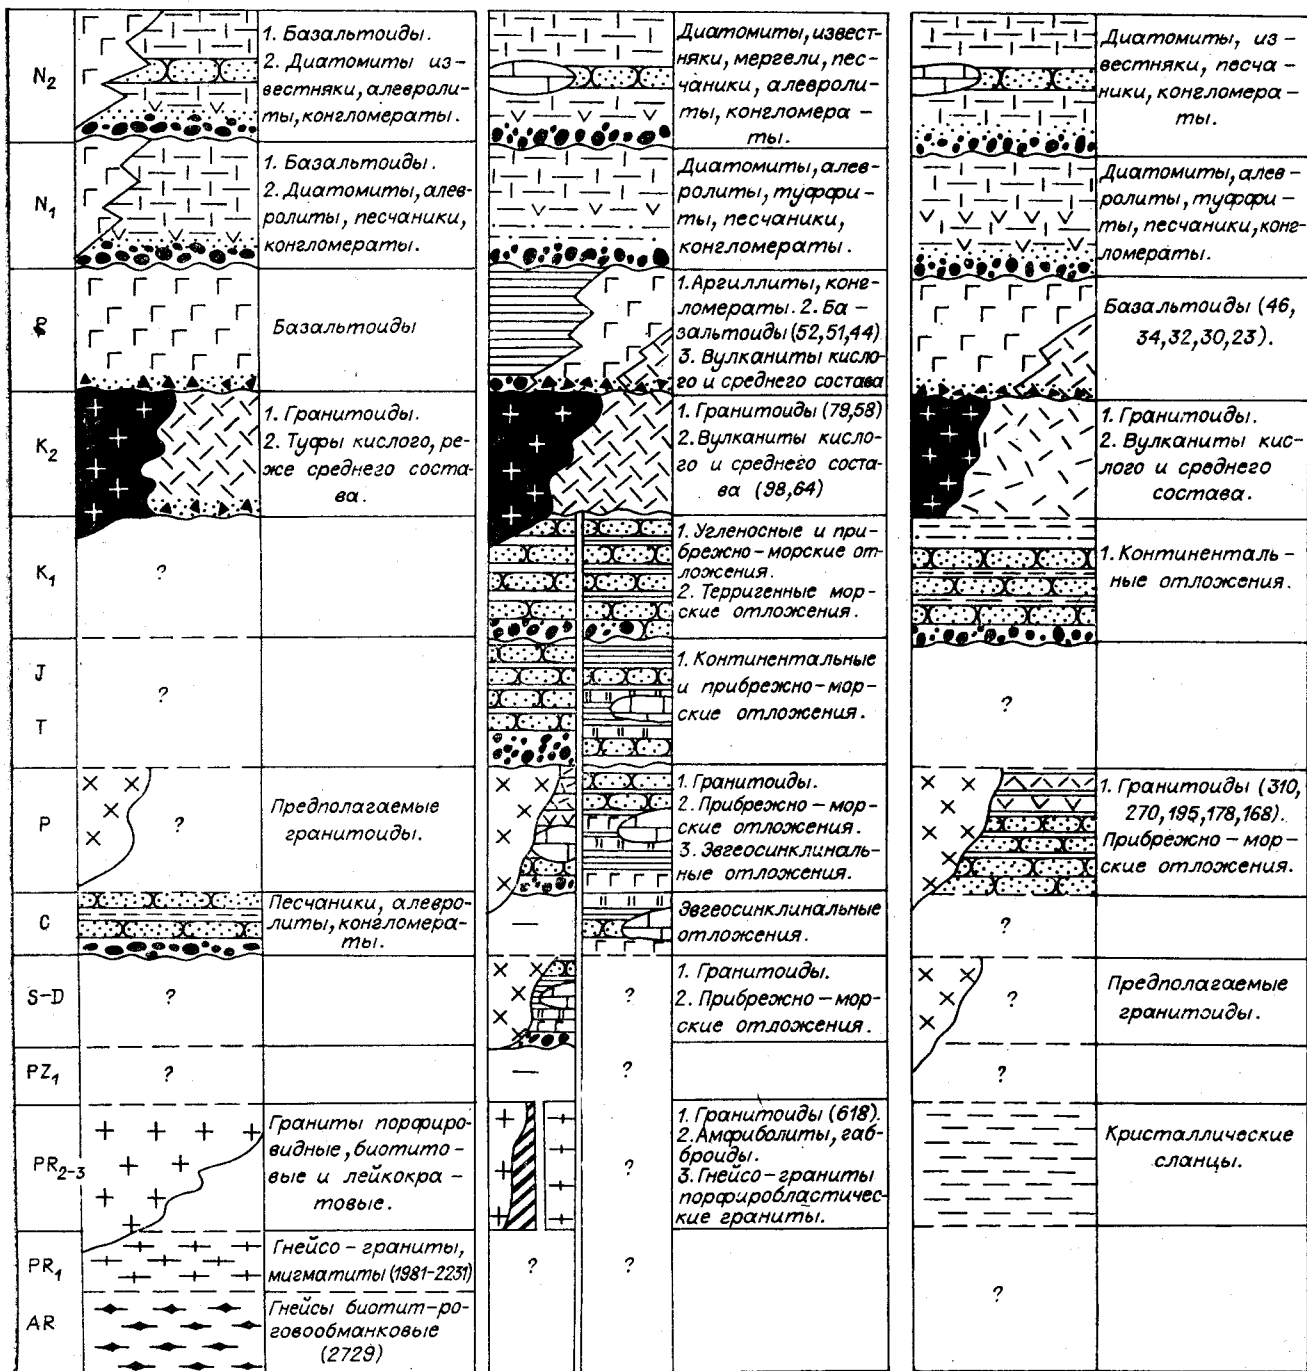 N₂
1. Базальтоиды.
2. Диатомиты из-
вестняки, алевроли-
ты, конгломераты.
Диатомиты, извест-
няки, мергели, пес-
чаники, алевроли-
ты, конгломера-
ты.
Диатомиты, из-
вестняки, песча-
ники, конгломера-
ты.
N₁
1. Базальтоиды.
2. Диатомиты, алев-
ролиты, песчаники,
конгломераты.
Диатомиты, алев-
ролиты, туффи-
ты, песчаники,
конгломераты.
Диатомиты, алев-
ролиты, туффи-
ты, песчаники, конг-
ломераты.
Базальтоиды
1. Аргиллиты, конг-
ломераты. 2. Ба-
зальтоиды (52,51,44)
3. Вулканиты кисло-
го и среднего состава
Базальтоиды (46,
34,32,30,23).
K₂
1. Гранитоиды.
2. Туфы кислого, ре-
же среднего соста-
ва.
1. Гранитоиды (79,58)
2. Вулканиты кисло-
го и среднего соста-
ва (98,64)
1. Гранитоиды.
2. Вулканиты кис-
лого и среднего
состава.
K₁
?
1. Угленосные и при-
брежно-морские от-
ложения.
2. Терригенные мор-
ские отложения.
1. Континенталь-
ные отложения.
J
T
?
1. Континентальные
и прибрежно-мор-
ские отложения.
?
P
?
Предполагаемые
гранитоиды.
1. Гранитоиды.
2. Прибрежно-мор-
ские отложения.
3. Эвгеосинклиналь-
ные отложения.
1. Гранитоиды (310,
270,195,178,168).
Прибрежно-мор-
ские отложения.
C
Песчаники, алевро-
литы, конгломера-
ты.
—
Эвгеосинклинальные
отложения.
?
S-D
?
?
1. Гранитоиды.
2. Прибрежно-мор-
ские отложения.
?
Предполагаемые
гранитоиды.
PZ₁
?
—
?
?
PR₂₋₃
Граниты порфиро-
видные, биотито-
вые и лейкокра-
товые.
?
1. Гранитоиды (618).
2. Амфиболиты, габ-
броиды.
3. Гнейсо-граниты
порфиробластичес-
кие граниты.
Кристаллические
сланцы.
PR₁
Гнейсо-граниты,
мигматиты (1981-2231)
?
?
?
AR
Гнейсы биотит-ро-
говообманковые
(2729)